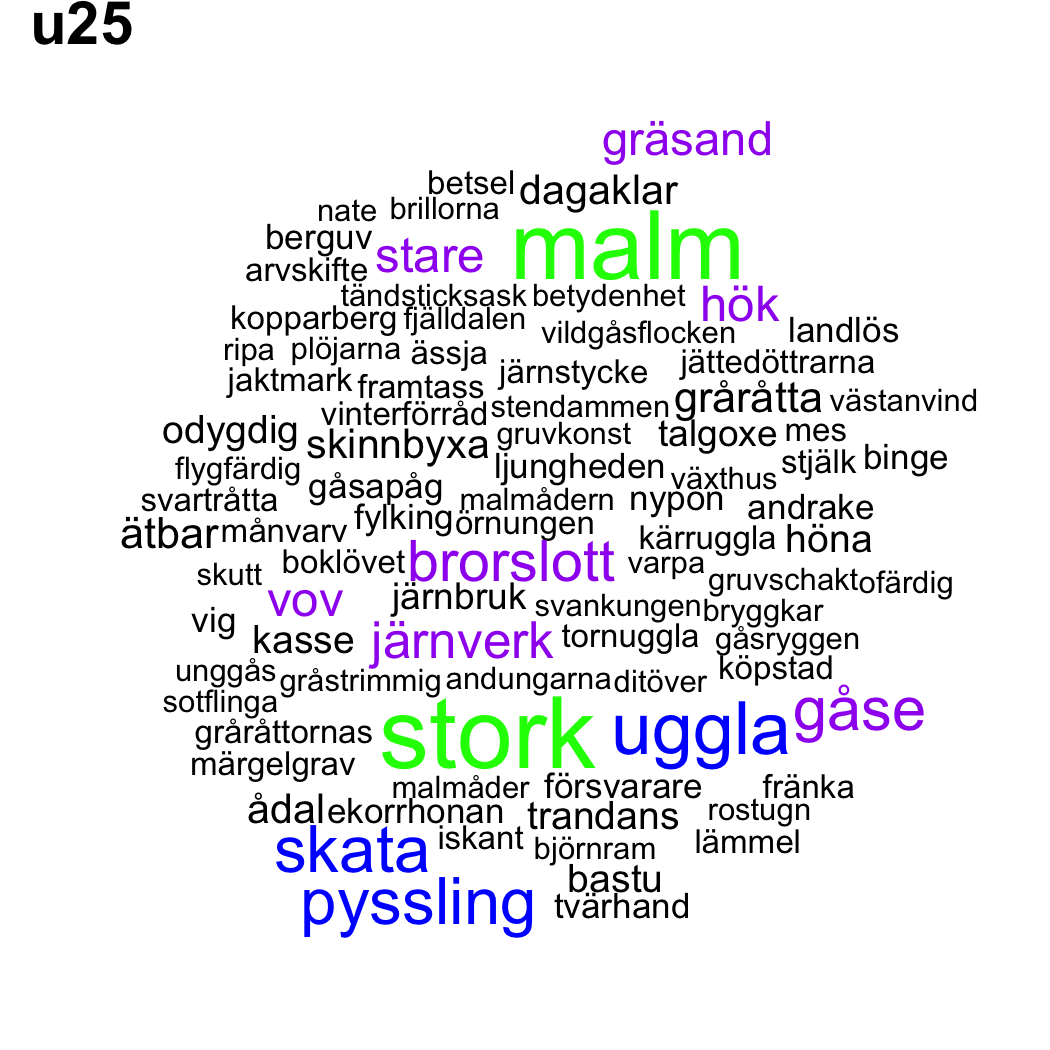 u25
gräsand
betsel dagaklar
nate brillorna
berguv stare malm
arvskifte
tändsticksask betydenhet hök
kopparberg fjälldalen vildgåsflocken landlös
ripa plöjarna ässja järnstycke jättedöttrarna
jaktmark framtass gråråtta västanvind
vinterförråd stendammen
odygdig skinnbyxa gruvkonst talgoxe mes
flygfärdig ljungheden växthus stjälk binge
svartråtta gåsapåg malmådern nypon andrake
ätbar månvarv fylking örnungen kärruggla höna
skutt boklövet brorslott varpa gruvschakt ofärdig
vov järnbruk svankungen bryggkar
vig kasse järnverk tornuggla gåsryggen
unggås gråstrimmig andungarna ditöver köpstad
sotflinga stork uggla gåse
gråråttornas
märgelgrav malmåder försvarare fränka
ådal ekorrhonan trandans rostugn
skata iskant björnram lämmel
pyssling bastu
tvärhand